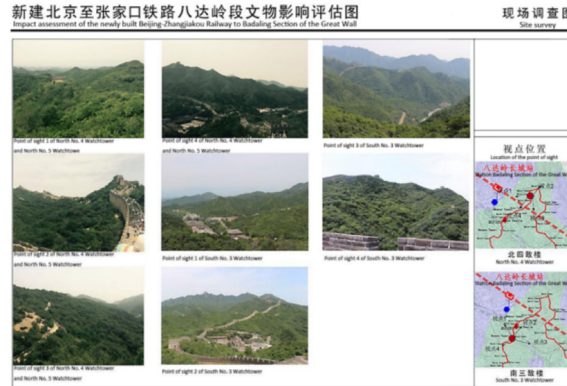 新建北京至张家口铁路八达岭段文物影响评估图
Impact assessment of the newly built Beijing-Zhangjiakou Railway to Badaling Section of the Great Wall
现场调查图
Site survey
Point of sight 1 of North No. 4 Watchtower
and North No. 5 Watchtower
Point of sight 4 of North No. 4 Watchtower
and North No. 5 Watchtower
Point of sight 3 of South No. 3 Watchtower
Point of sight 2 of North No. 4 Watchtower
and North No. 5 Watchtower
Point of sight 1 of South No. 3 Watchtower
Point of sight 4 of South No. 3 Watchtower
Point of sight 3 of North No. 4 Watchtower
and North No. 5 Watchtower
Point of sight 2 of South No. 3 Watchtower
视点位置
Location of the point of sight
八达岭长城站
Station Badaling Section of the Great W
北四敌楼
North No. 4 Watchtower
八达岭长城站
Station Badaling Section of the Great W
南三敌楼
South No. 3 Watchtower